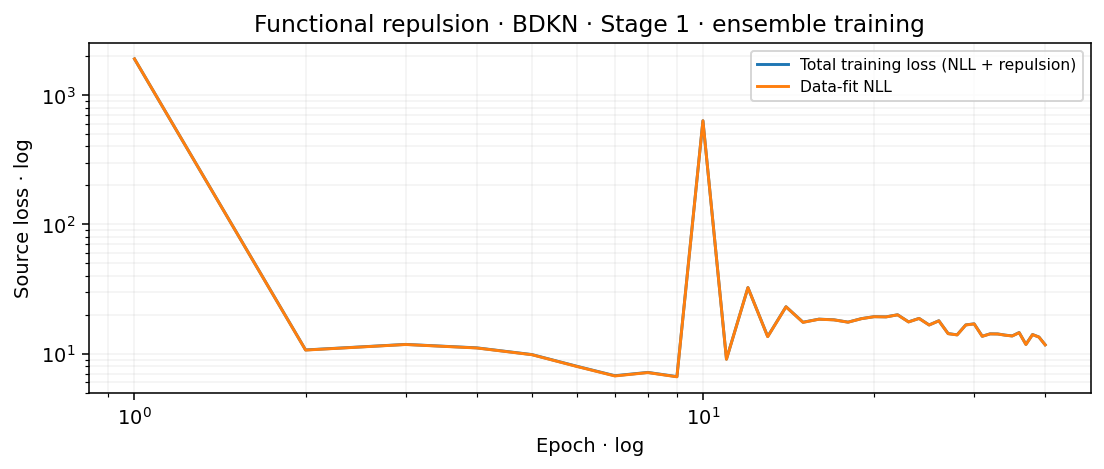 Functional repulsion · BDKN · Stage 1 · ensemble training
Total training loss (NLL + repulsion)
Data-fit NLL
Source loss · log
10³
10²
10¹
10⁰
10¹
Epoch · log